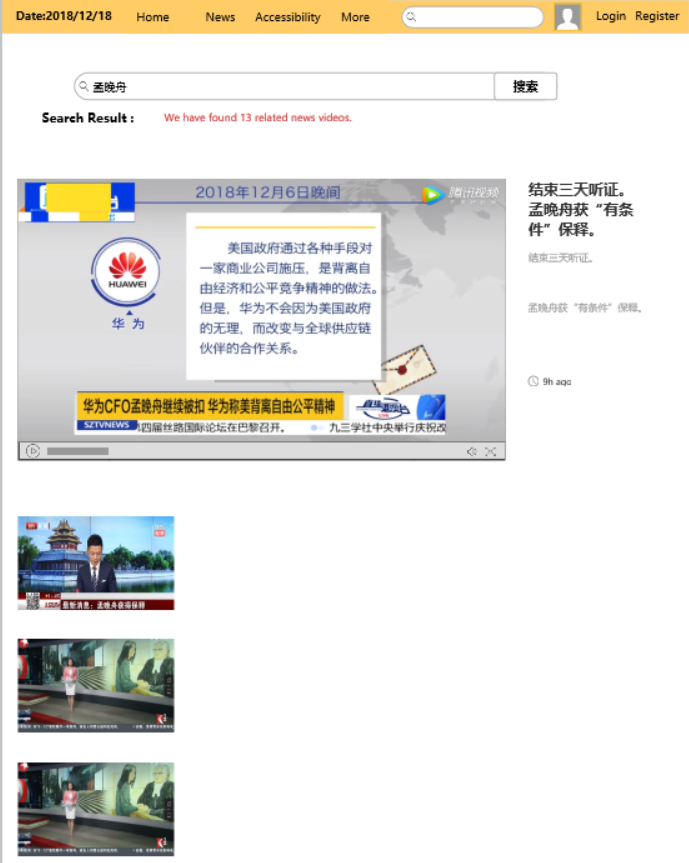 Date:2018/12/18 Home News Accessibility More Login Register
孟晚舟 搜索
Search Result : We have found 13 related news videos.
2018年12月6日晚间
腾讯视频
HUAWEI
华 为
美国政府通过各种手段对
一家商业公司施压，是背离自
由经济和公平竞争精神的做法。
但是，华为不会因为美国政府
的无理，而改变与全球供应链
伙伴的合作关系。
华为CFO孟晚舟继续被扣 华为称美背离自由公平精神
SZTVNEWS 四届丝路国际论坛在巴黎召开。 九三学社中央举行庆祝改
结束三天听证。
孟晚舟获“有条
件”保释。
结束三天听证。
孟晚舟获“有条件”保释。
9h ago
最新消息：孟晚舟获得保释